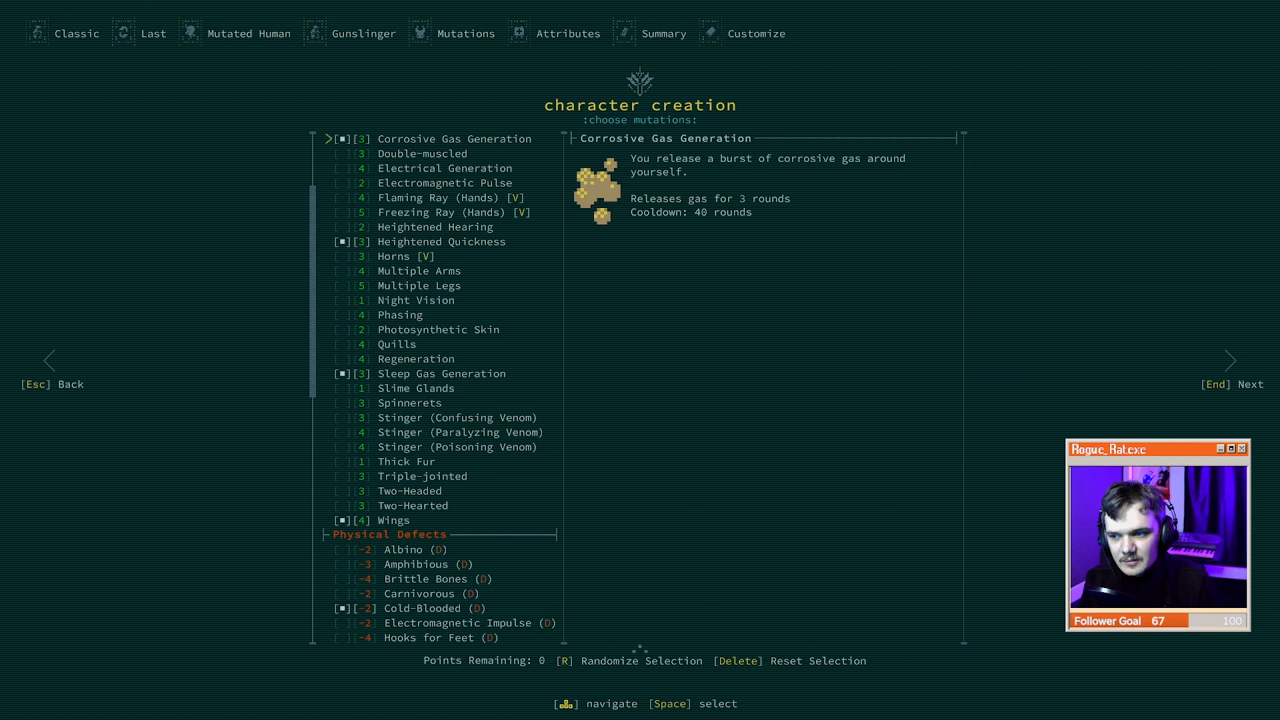 Classic Last Mutated Human Gunslinger Mutations Attributes Summary Customize
character creation
:choose mutations:
>[■][3] Corrosive Gas Generation
[ ][3] Double-muscled
[ ][4] Electrical Generation
[ ][2] Electromagnetic Pulse
[ ][4] Flaming Ray (Hands) [V]
[ ][5] Freezing Ray (Hands) [V]
[ ][2] Heightened Hearing
[■][3] Heightened Quickness
[ ][3] Horns [V]
[ ][4] Multiple Arms
[ ][5] Multiple Legs
[ ][1] Night Vision
[ ][4] Phasing
[ ][2] Photosynthetic Skin
[ ][4] Quills
[ ][4] Regeneration
[■][3] Sleep Gas Generation
[ ][1] Slime Glands
[ ][3] Spinnerets
[ ][3] Stinger (Confusing Venom)
[ ][4] Stinger (Paralyzing Venom)
[ ][4] Stinger (Poisoning Venom)
[ ][1] Thick Fur
[ ][3] Triple-jointed
[ ][3] Two-Headed
[ ][3] Two-Hearted
[■][4] Wings
Physical Defects
[ ][-2] Albino (D)
[ ][-3] Amphibious (D)
[ ][-4] Brittle Bones (D)
[ ][-2] Carnivorous (D)
[■][-2] Cold-Blooded (D)
[ ][-2] Electromagnetic Impulse (D)
[ ][-4] Hooks for Feet (D)
Corrosive Gas Generation
You release a burst of corrosive gas around
yourself.
Releases gas for 3 rounds
Cooldown: 40 rounds
[Esc] Back
[End] Next
Rogue_Rat.exe
Follower Goal 67 100
Points Remaining: 0 [R] Randomize Selection [Delete] Reset Selection
navigate [Space] select